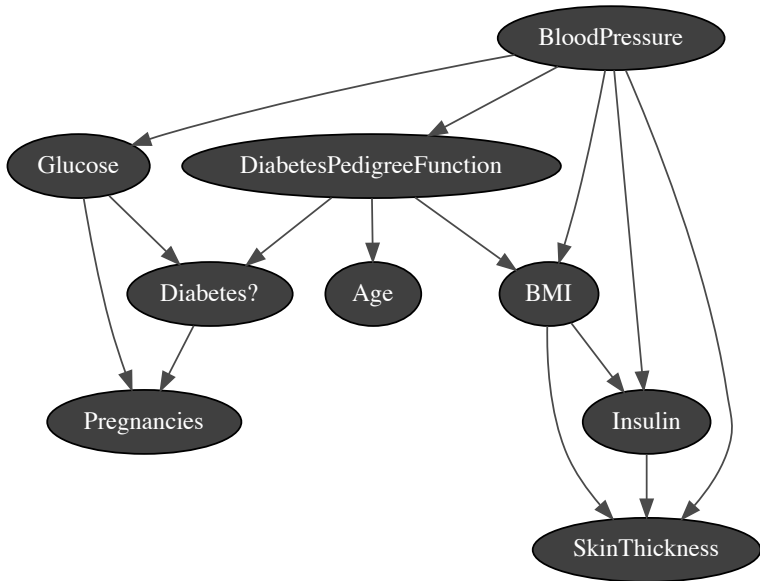 BloodPressure
Glucose
DiabetesPedigreeFunction
Diabetes?
Age
BMI
Pregnancies
Insulin
SkinThickness